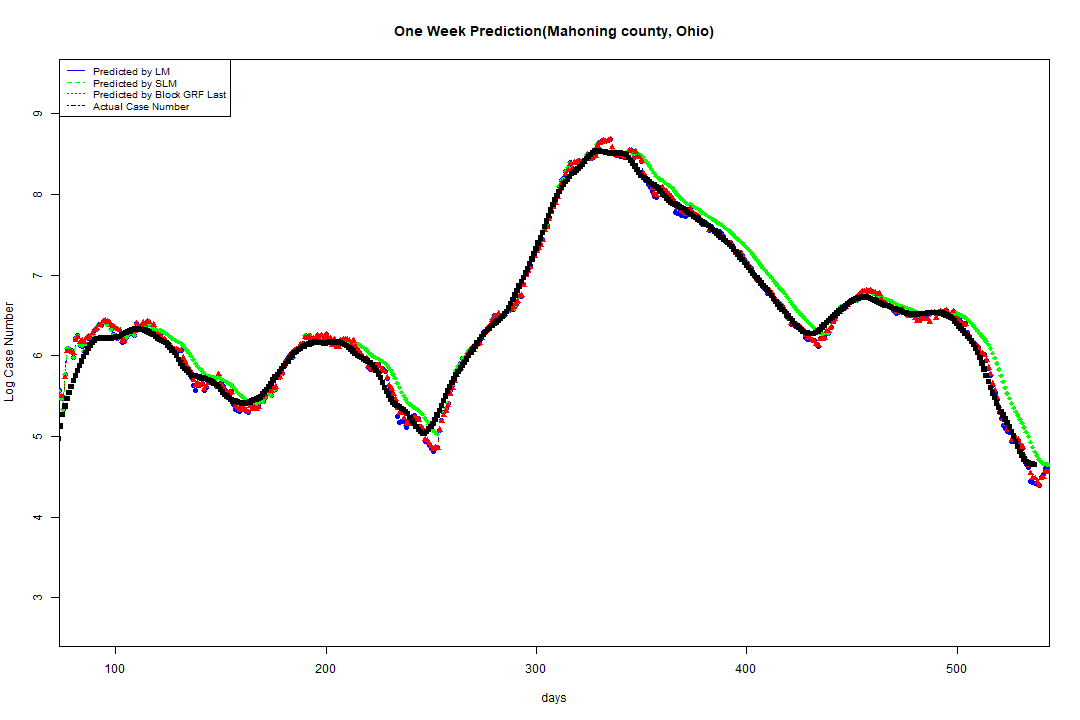 One Week Prediction(Mahoning county, Ohio)
Predicted by LM
Predicted by SLM
Predicted by Block GRF Last
Actual Case Number
Log Case Number
9
8
7
6
5
4
3
100 200 300 400 500
days